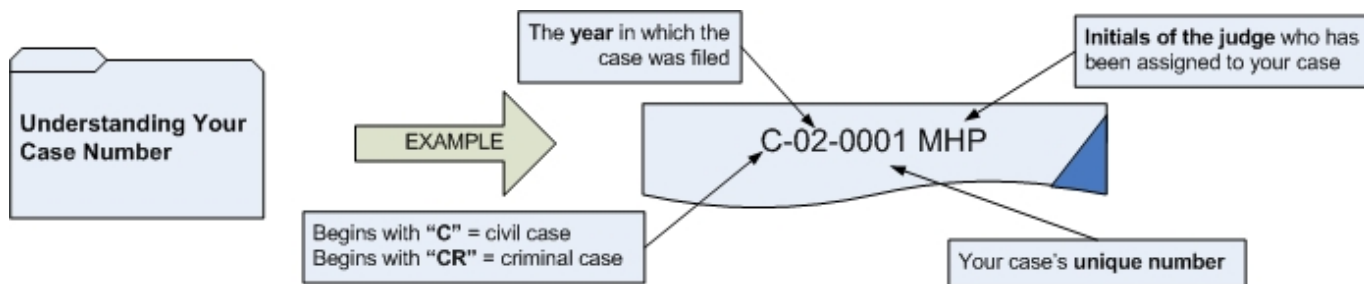 Understanding Your
Case Number
EXAMPLE
The year in which the
case was filed
Initials of the judge who has
been assigned to your case
C-02-0001 MHP
Begins with “C” = civil case
Begins with “CR” = criminal case
Your case's unique number